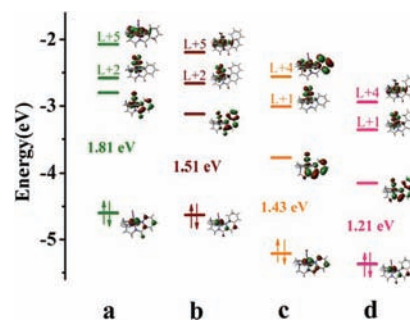 Energy(eV)
-2
-3
-4
-5
L+5
L+2
1.81 eV
L+5
L+2
1.51 eV
L+4
L+1
1.43 eV
L+4
L+1
1.21 eV
a b c d